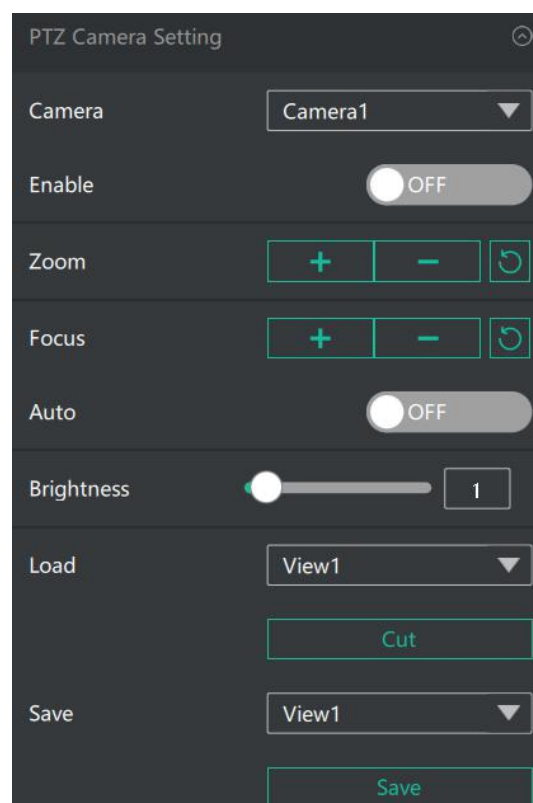 PTZ Camera Setting
Camera Camera1
Enable OFF
Zoom + −
Focus + −
Auto OFF
Brightness 1
Load View1
Cut
Save View1
Save